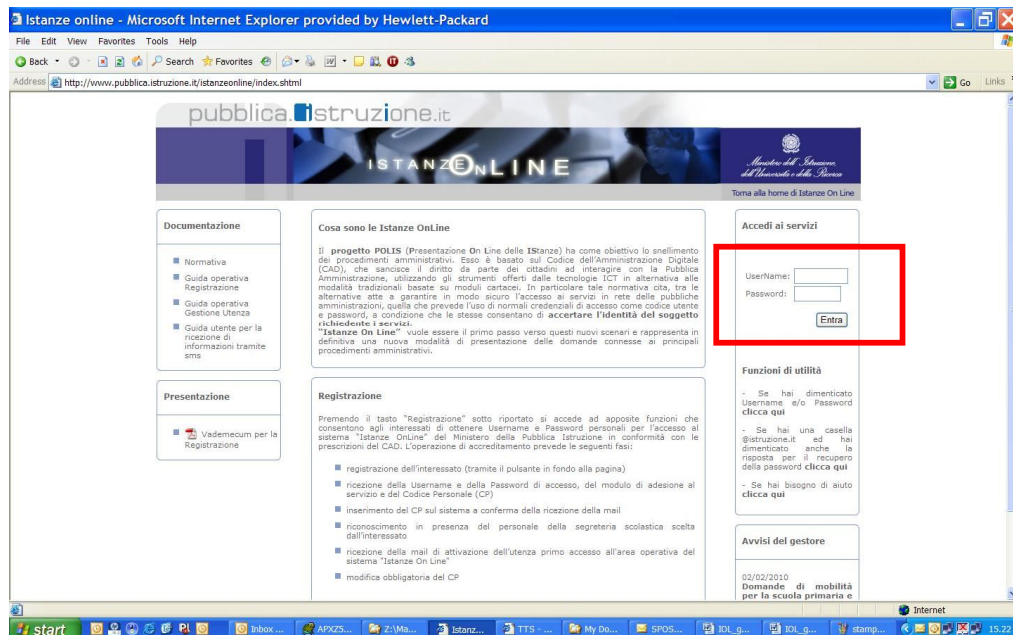 Istanze online - Microsoft Internet Explorer provided by Hewlett-Packard
File Edit View Favorites Tools Help
Back Search Favorites
Address http://www.pubblica.istruzione.it/istanzeonline/index.shtml Go Links
pubblica.istruzione.it
ISTANZE ONLINE
Ministero dell'Istruzione,
dell'Università e della Ricerca
Torna alla home di Istanze On Line
Documentazione
Normativa
Guida operativa
Registrazione
Guida operativa
Gestione Utenza
Guida utente per la
ricezione di
informazioni tramite
sms
Presentazione
Vademecum per la
Registrazione
Cosa sono le Istanze OnLine
Il progetto POLIS (Presentazione On Line delle IStanze) ha come obiettivo lo snellimento
dei procedimenti amministrativi. Esso è basato sul Codice dell'Amministrazione Digitale
(CAD), che sancisce il diritto da parte dei cittadini ad interagire con la Pubblica
Amministrazione, utilizzando gli strumenti offerti dalle tecnologie ICT in alternativa alle
modalità tradizionali basate su moduli cartacei. In particolare tale normativa cita, tra le
alternative atte a garantire in modo sicuro l'accesso ai servizi in rete delle pubbliche
amministrazioni, quella che prevede l'uso di normali credenziali di accesso come codice utente
e password, a condizione che le stesse consentano di accertare l'identità del soggetto
richiedente i servizi.
"Istanze On Line" vuole essere il primo passo verso questi nuovi scenari e rappresenta in
definitiva una nuova modalità di presentazione delle domande connesse ai principali
procedimenti amministrativi.
Registrazione
Premendo il tasto "Registrazione" sotto riportato si accede ad apposite funzioni che
consentono agli interessati di ottenere Username e Password personali per l'accesso al
sistema "Istanze OnLine" del Ministero della Pubblica Istruzione in conformità con le
prescrizioni del CAD. L'operazione di accreditamento prevede le seguenti fasi:
registrazione dell'interessato (tramite il pulsante in fondo alla pagina)
ricezione della Username e della Password di accesso, del modulo di adesione al
servizio e del Codice Personale (CP)
inserimento del CP sul sistema a conferma della ricezione della mail
riconoscimento in presenza del personale della segreteria scolastica scelta
dall'interessato
ricezione della mail di attivazione dell'utenza primo accesso all'area operativa del
sistema "Istanze On Line"
modifica obbligatoria del CP
Accedi ai servizi
UserName:
Password:
Entra
Funzioni di utilità
- Se hai dimenticato
Username e/o Password
clicca qui
- Se hai una casella
@istruzione.it ed hai
dimenticato anche la
risposta per il recupero
della password clicca qui
- Se hai bisogno di aiuto
clicca qui
Avvisi del gestore
02/02/2010
Domande di mobilità
per la scuola primaria e
Internet
start Inbox ... APXZ5... Z:\Ma... Istanz... TTS - ... My Do... SPOS... IOL_g... IOL_g... stamp... 15.22